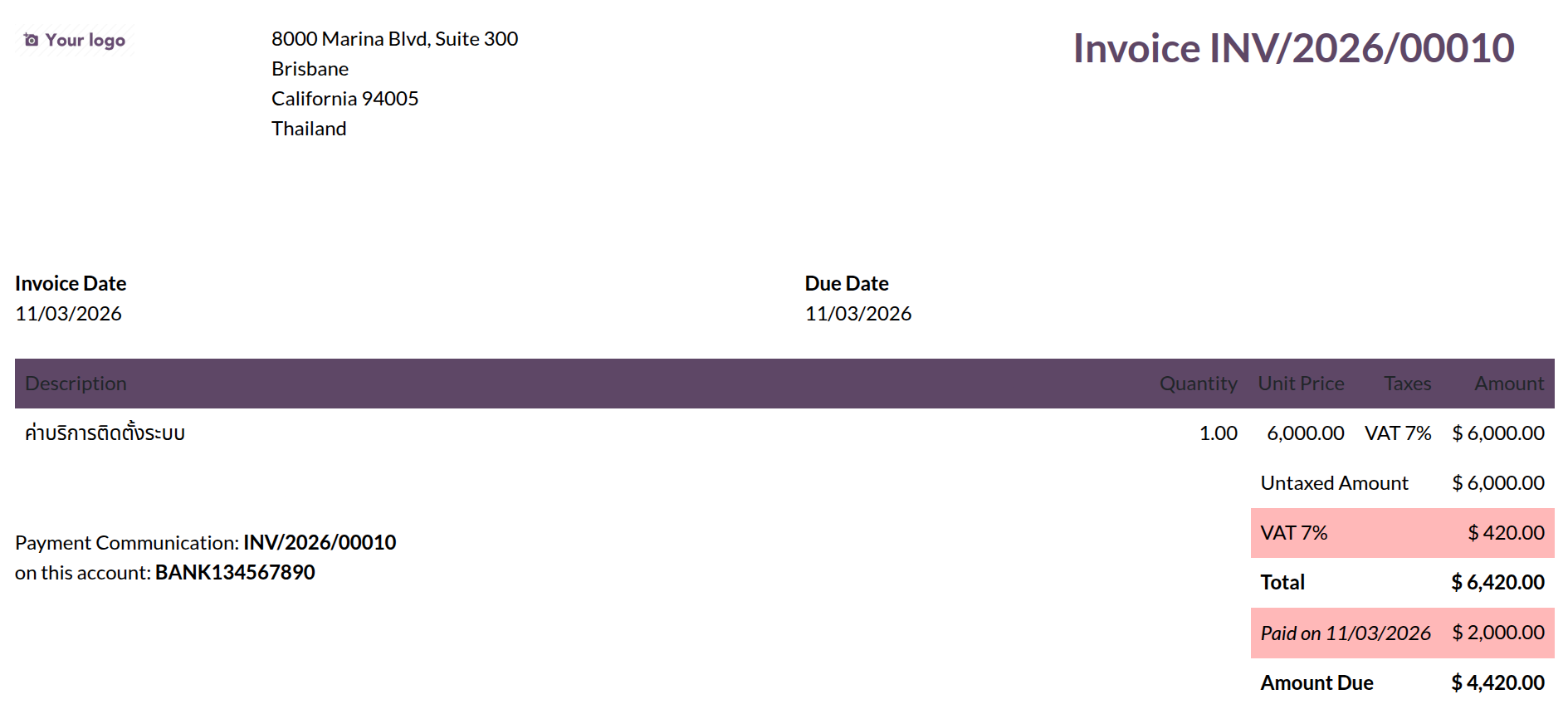 Your logo
8000 Marina Blvd, Suite 300
Brisbane
California 94005
Thailand
Invoice INV/2026/00010
Invoice Date
11/03/2026
Due Date
11/03/2026
Description Quantity Unit Price Taxes Amount
ค่าบริการติดตั้งระบบ 1.00 6,000.00 VAT 7% $ 6,000.00
Untaxed Amount $ 6,000.00
VAT 7% $ 420.00
Total $ 6,420.00
Paid on 11/03/2026 $ 2,000.00
Amount Due $ 4,420.00
Payment Communication: INV/2026/00010
on this account: BANK134567890